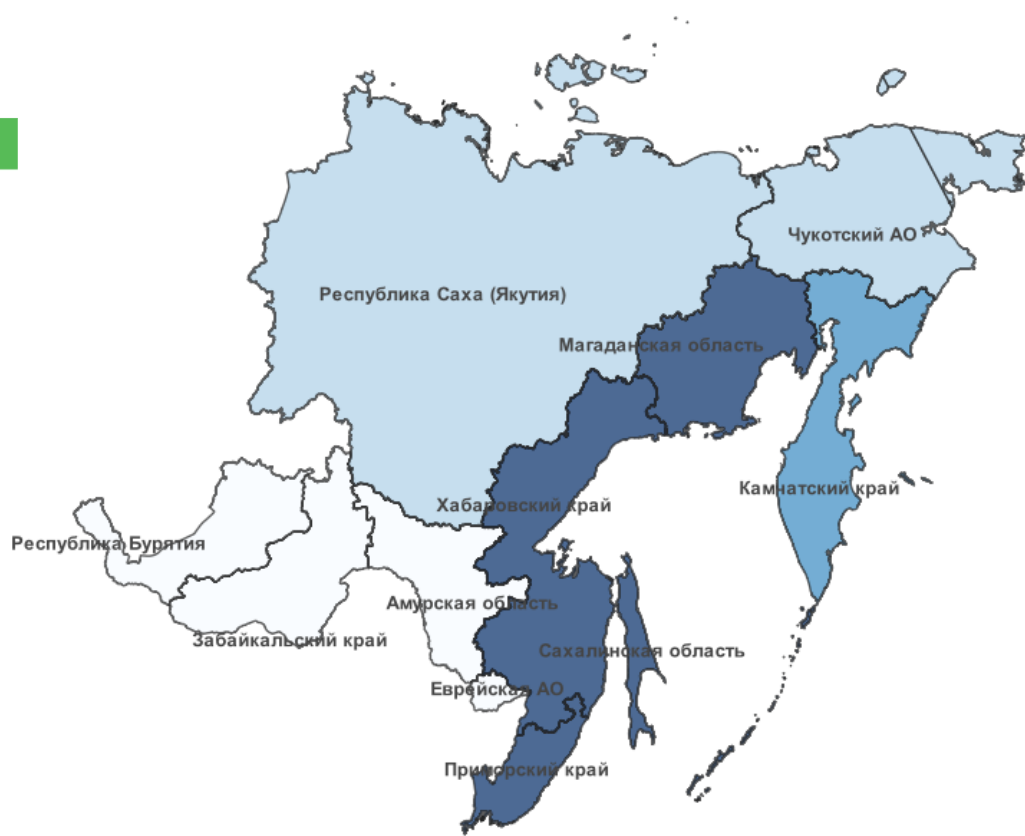 Чукотский АО
Республика Саха (Якутия)
Магаданская область
Камчатский край
Хабаровский край
Республика Бурятия
Амурская область
Забайкальский край
Сахалинская область
Еврейская АО
Приморский край